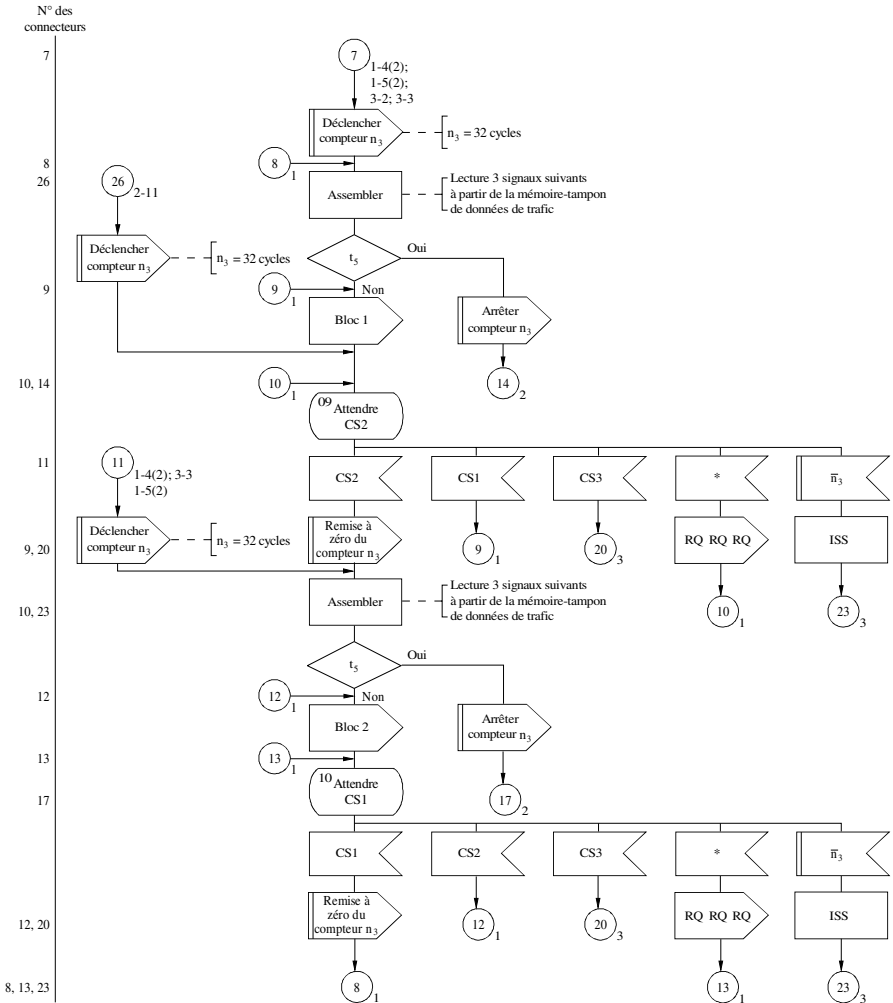 N° des
connecteurs
7
7
1-4(2);
1-5(2);
3-2; 3-3
Déclencher
compteur n3
n3 = 32 cycles
8
8
1
26
26
2-11
Assembler
Lecture 3 signaux suivants
à partir de la mémoire-tampon
de données de trafic
Déclencher
compteur n3
n3 = 32 cycles
t5
Oui
9
9
1
Non
Bloc 1
Arrêter
compteur n3
10, 14
10
1
14
2
09
Attendre
CS2
11
11
1-4(2); 3-3
1-5(2)
CS2
CS1
CS3
*
n̅3
Déclencher
compteur n3
n3 = 32 cycles
Remise à
zéro du
compteur n3
9, 20
9
1
20
3
RQ RQ RQ
ISS
10, 23
Assembler
Lecture 3 signaux suivants
à partir de la mémoire-tampon
de données de trafic
10
1
23
3
t5
Oui
12
12
1
Non
Bloc 2
Arrêter
compteur n3
13
13
1
10
Attendre
CS1
17
17
2
CS1
CS2
CS3
*
n̅3
Remise à
zéro du
compteur n3
12, 20
12
1
20
3
RQ RQ RQ
ISS
8, 13, 23
8
1
13
1
23
3